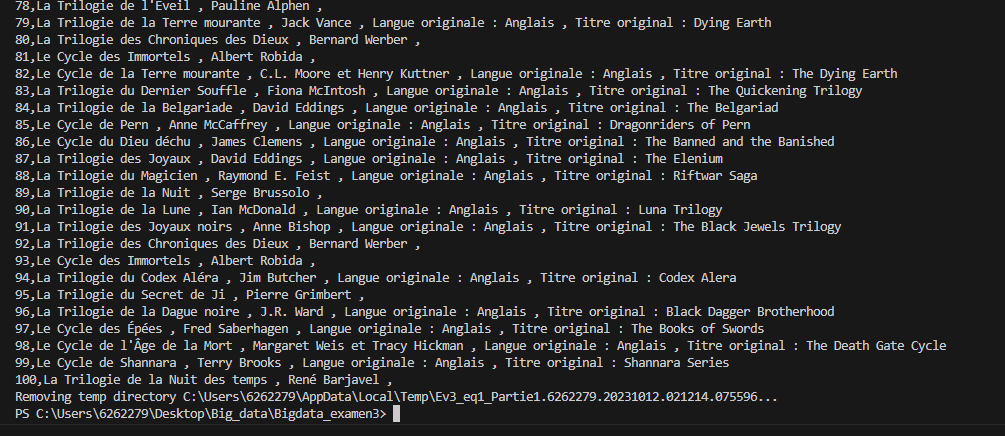 78,La Trilogie de l'Eveil , Pauline Alphen ,
79,La Trilogie de la Terre mourante , Jack Vance , Langue originale : Anglais , Titre original : Dying Earth
80,La Trilogie des Chroniques des Dieux , Bernard Werber ,
81,Le Cycle des Immortels , Albert Robida ,
82,Le Cycle de la Terre mourante , C.L. Moore et Henry Kuttner , Langue originale : Anglais , Titre original : The Dying Earth
83,La Trilogie du Dernier Souffle , Fiona McIntosh , Langue originale : Anglais , Titre original : The Quickening Trilogy
84,La Trilogie de la Belgariade , David Eddings , Langue originale : Anglais , Titre original : The Belgariad
85,Le Cycle de Pern , Anne McCaffrey , Langue originale : Anglais , Titre original : Dragonriders of Pern
86,Le Cycle du Dieu déchu , James Clemens , Langue originale : Anglais , Titre original : The Banned and the Banished
87,La Trilogie des Joyaux , David Eddings , Langue originale : Anglais , Titre original : The Elenium
88,La Trilogie du Magicien , Raymond E. Feist , Langue originale : Anglais , Titre original : Riftwar Saga
89,La Trilogie de la Nuit , Serge Brussolo ,
90,La Trilogie de la Lune , Ian McDonald , Langue originale : Anglais , Titre original : Luna Trilogy
91,La Trilogie des Joyaux noirs , Anne Bishop , Langue originale : Anglais , Titre original : The Black Jewels Trilogy
92,La Trilogie des Chroniques des Dieux , Bernard Werber ,
93,Le Cycle des Immortels , Albert Robida ,
94,La Trilogie du Codex Aléra , Jim Butcher , Langue originale : Anglais , Titre original : Codex Alera
95,La Trilogie du Secret de Ji , Pierre Grimbert ,
96,La Trilogie de la Dague noire , J.R. Ward , Langue originale : Anglais , Titre original : Black Dagger Brotherhood
97,Le Cycle des Épées , Fred Saberhagen , Langue originale : Anglais , Titre original : The Books of Swords
98,Le Cycle de l'Âge de la Mort , Margaret Weis et Tracy Hickman , Langue originale : Anglais , Titre original : The Death Gate Cycle
99,Le Cycle de Shannara , Terry Brooks , Langue originale : Anglais , Titre original : Shannara Series
100,La Trilogie de la Nuit des temps , René Barjavel ,
Removing temp directory C:\Users\6262279\AppData\Local\Temp\Ev3_eq1_Partie1.6262279.20231012.021214.075596...
PS C:\Users\6262279\Desktop\Big_data\Bigdata_examen3>